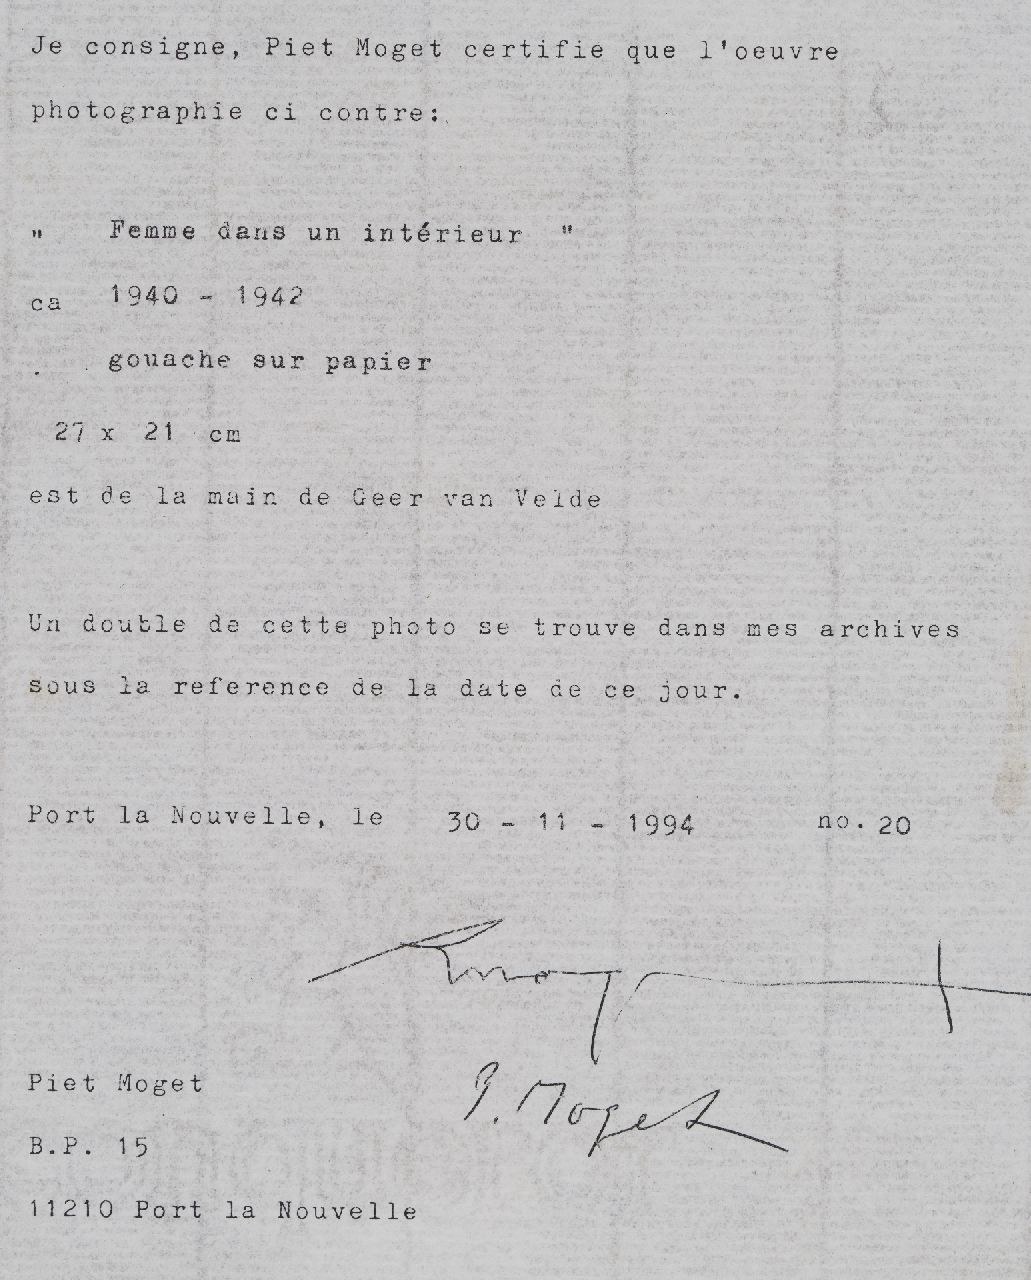 Je consigne, Piet Moget certifie que l'oeuvre
photographie ci contre:
" Femme dans un intérieur "
ca 1940 - 1942
gouache sur papier
27 x 21 cm
est de la main de Geer van Velde
Un double de cette photo se trouve dans mes archives
sous la reference de la date de ce jour.
Port la Nouvelle, le 30 - 11 - 1994 no. 20
Moget
P. Moget
Piet Moget
B.P. 15
11210 Port la Nouvelle